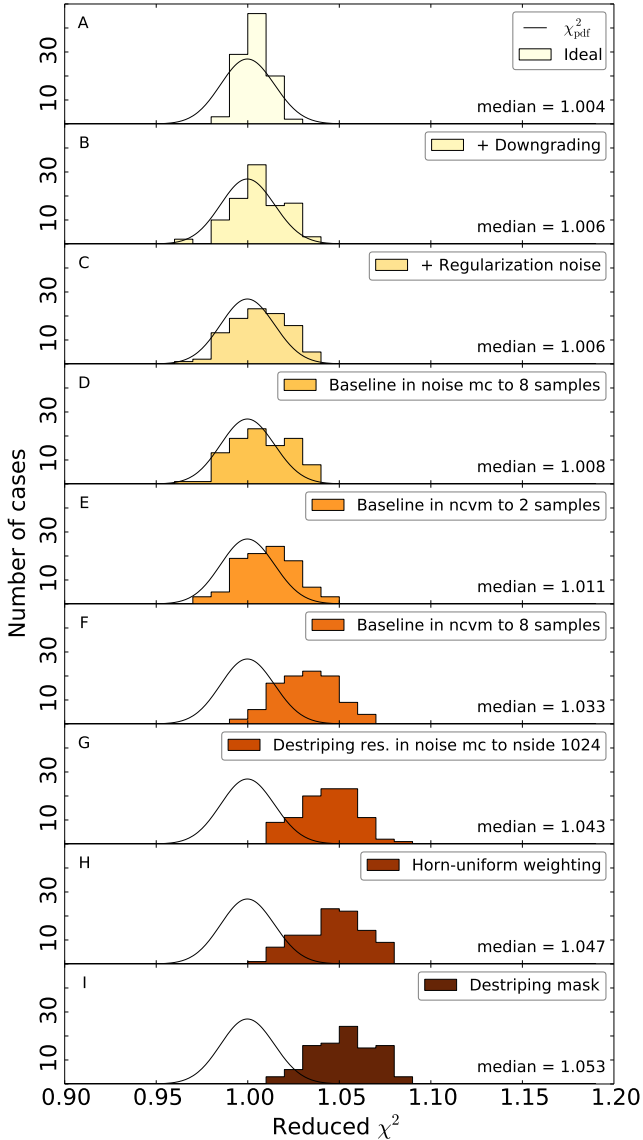 A
χ²pdf
Ideal
median = 1.004
30
10
B
+ Downgrading
median = 1.006
30
10
C
+ Regularization noise
median = 1.006
30
10
D
Baseline in noise mc to 8 samples
median = 1.008
30
10
E
Baseline in ncvm to 2 samples
median = 1.011
30
10
F
Baseline in ncvm to 8 samples
median = 1.033
30
10
G
Destriping res. in noise mc to nside 1024
median = 1.043
30
10
H
Horn-uniform weighting
median = 1.047
30
10
I
Destriping mask
median = 1.053
30
10
Number of cases
0.90 0.95 1.00 1.05 1.10 1.15 1.20
Reduced χ²